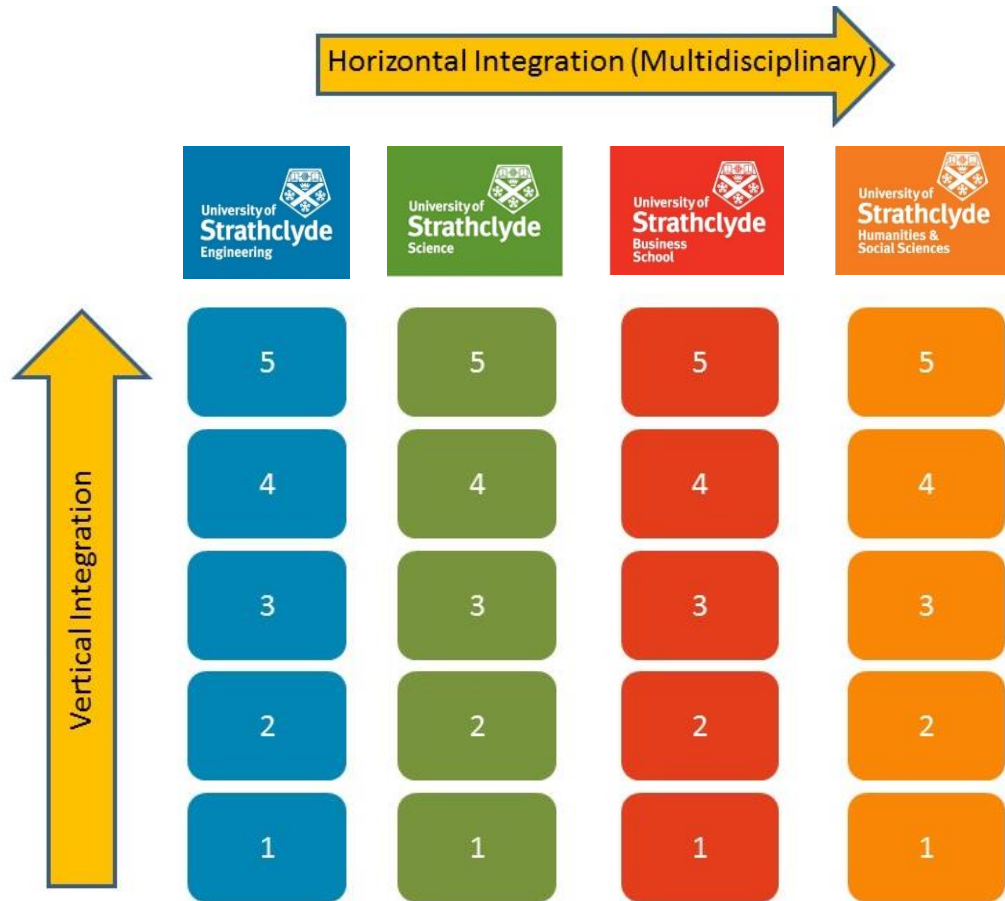 Horizontal Integration (Multidisciplinary)
University of
Strathclyde
Engineering
University of
Strathclyde
Science
University of
Strathclyde
Business
School
University of
Strathclyde
Humanities &
Social Sciences
Vertical Integration
5 5 5 5
4 4 4 4
3 3 3 3
2 2 2 2
1 1 1 1